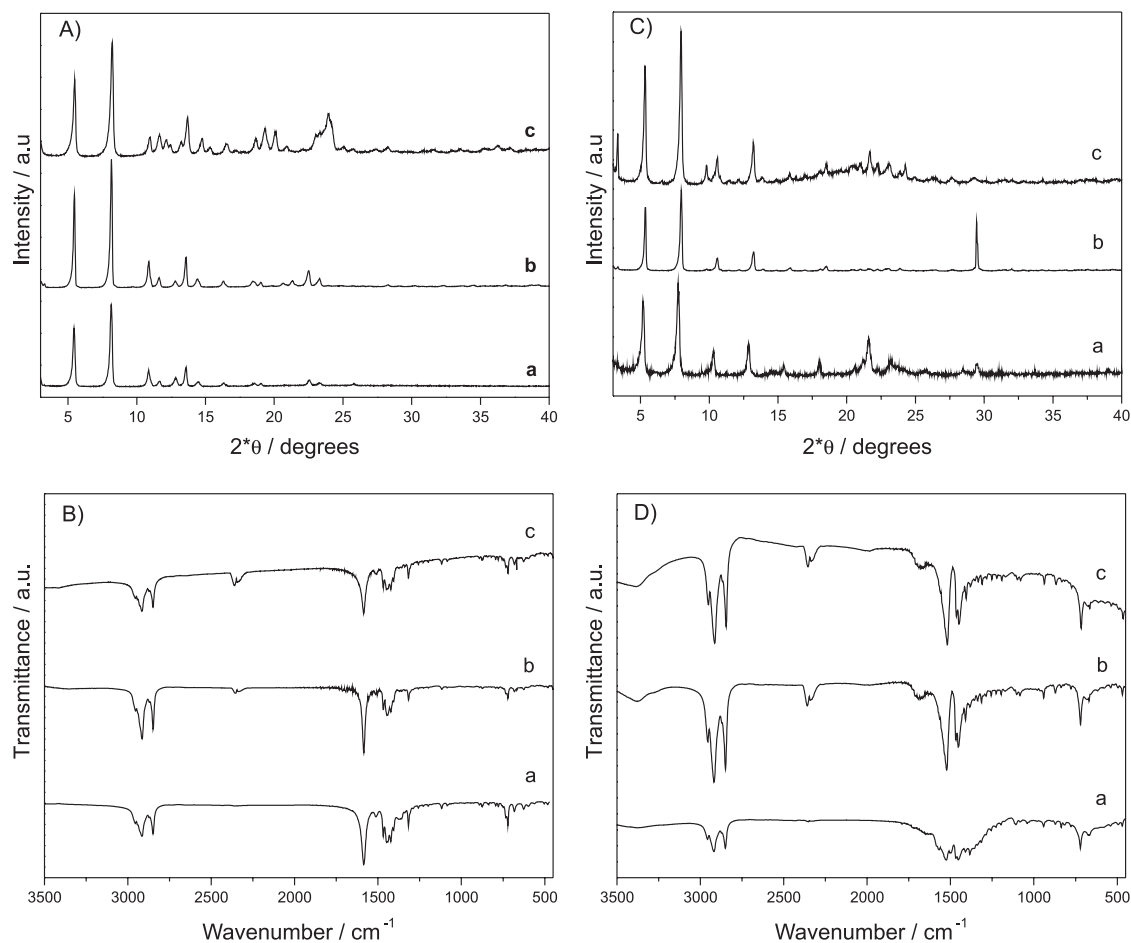 A)
c
b
a
Intensity / a.u
5 10 15 20 25 30 35 40
2*θ / degrees
C)
c
b
a
Intensity / a.u
5 10 15 20 25 30 35 40
2*θ / degrees
B)
c
b
a
Transmittance / a.u.
3500 3000 2500 2000 1500 1000 500
Wavenumber / cm⁻¹
D)
c
b
a
Transmittance / a.u.
3500 3000 2500 2000 1500 1000 500
Wavenumber / cm⁻¹